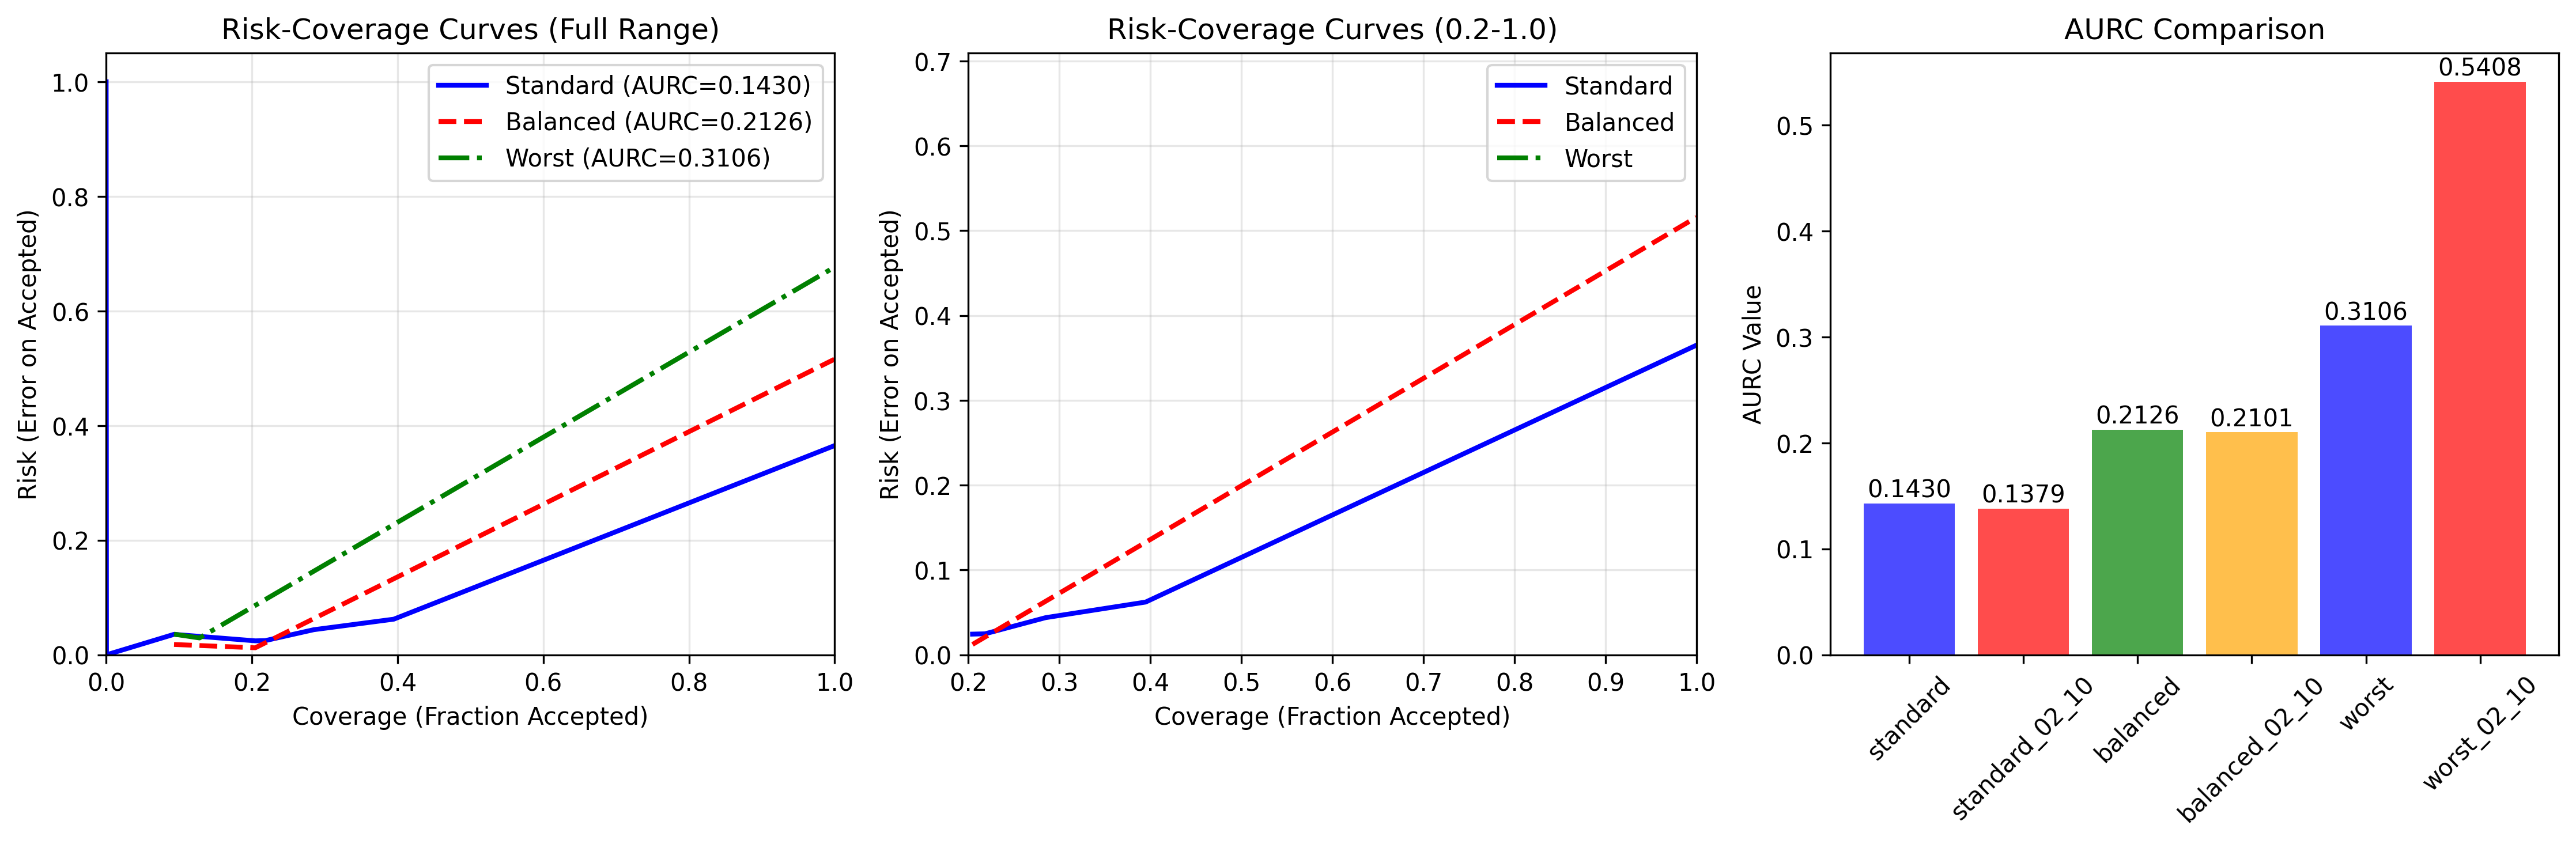 Risk-Coverage Curves (Full Range)
Risk (Error on Accepted)
1.0
0.8
0.6
0.4
0.2
0.0
Standard (AURC=0.1430)
Balanced (AURC=0.2126)
Worst (AURC=0.3106)
0.0 0.2 0.4 0.6 0.8 1.0
Coverage (Fraction Accepted)
Risk-Coverage Curves (0.2-1.0)
Risk (Error on Accepted)
0.7
0.6
0.5
0.4
0.3
0.2
0.1
0.0
Standard
Balanced
Worst
0.2 0.3 0.4 0.5 0.6 0.7 0.8 0.9 1.0
Coverage (Fraction Accepted)
AURC Comparison
AURC Value
0.5
0.4
0.3
0.2
0.1
0.0
0.1430
0.1379
0.2126
0.2101
0.3106
0.5408
standard
standard_02_10
balanced
balanced_02_10
worst
worst_02_10